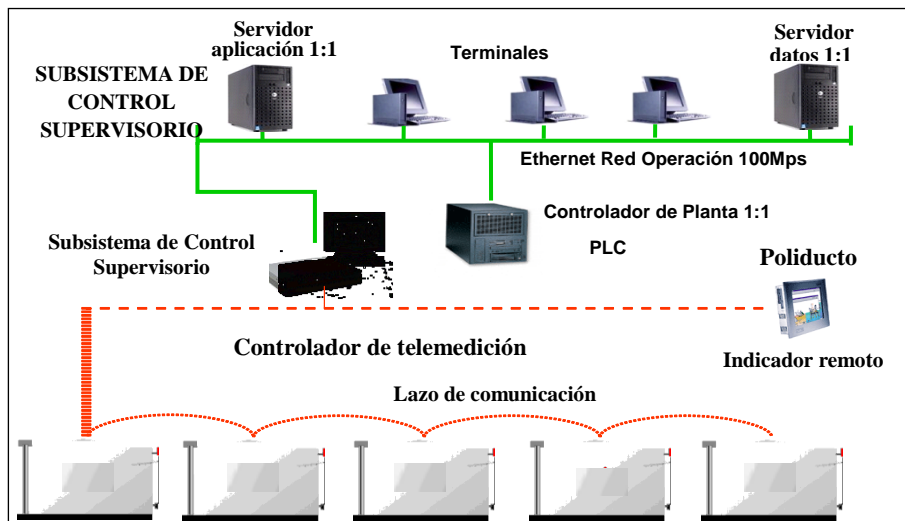 Servidor
aplicación 1:1
Terminales
Servidor
datos 1:1
SUBSISTEMA DE
CONTROL
SUPERVISORIO
Ethernet Red Operación 100Mps
Controlador de Planta 1:1
PLC
Subsistema de Control
Supervisorio
Poliducto
Controlador de telemedición
Indicador remoto
Lazo de comunicación